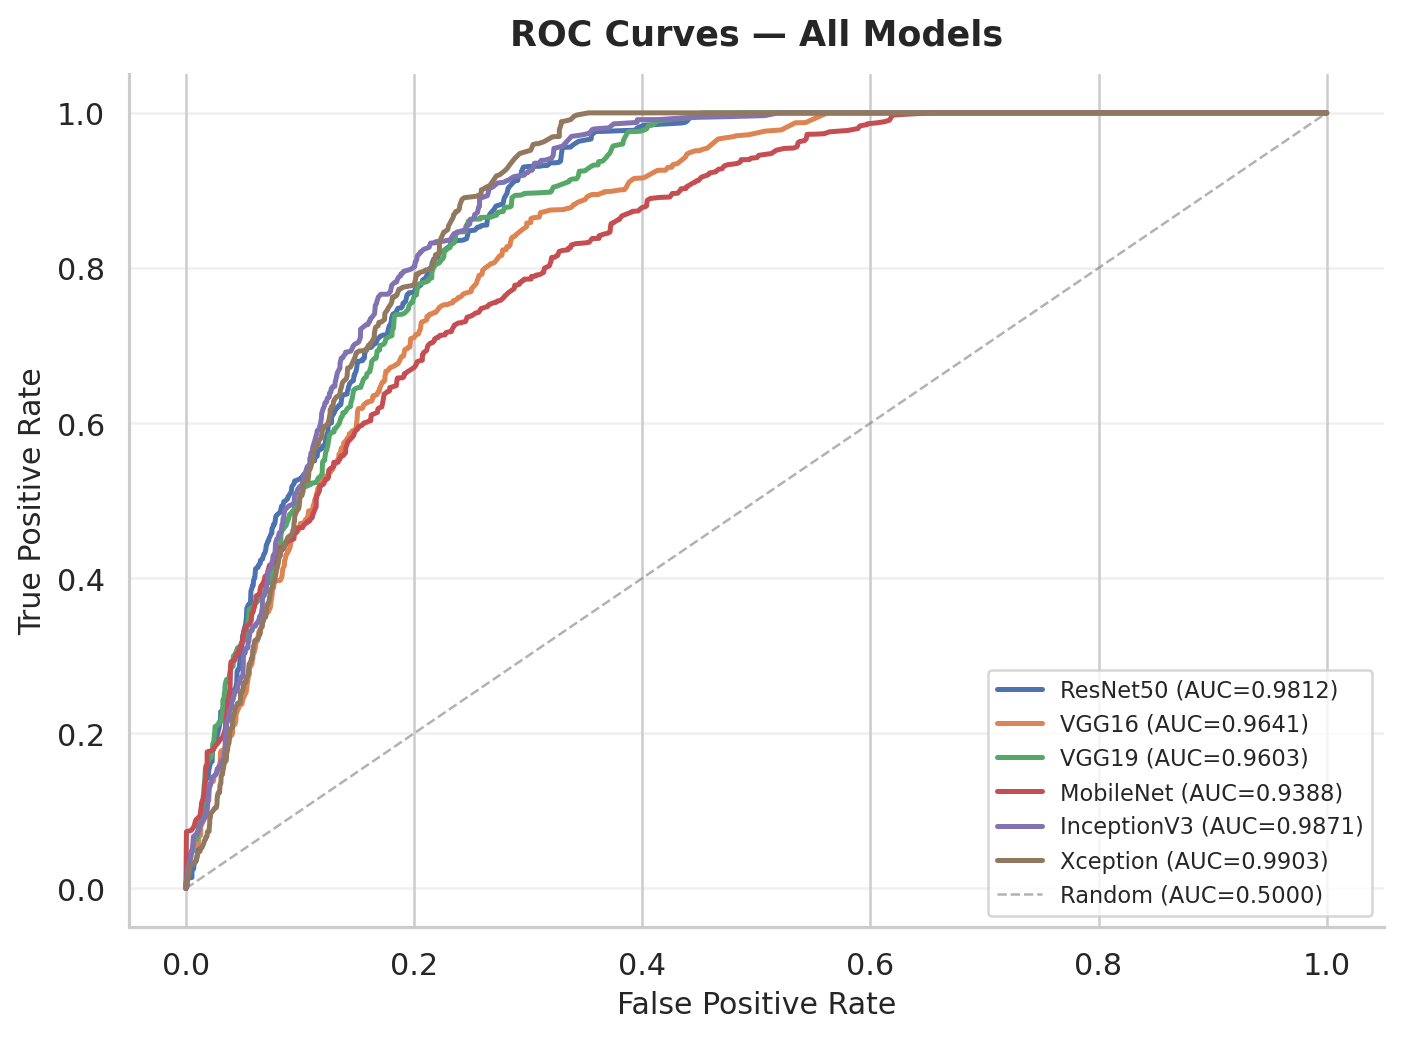 ROC Curves — All Models
True Positive Rate
1.0
0.8
0.6
0.4
0.2
0.0
0.0 0.2 0.4 0.6 0.8 1.0
False Positive Rate
ResNet50 (AUC=0.9812)
VGG16 (AUC=0.9641)
VGG19 (AUC=0.9603)
MobileNet (AUC=0.9388)
InceptionV3 (AUC=0.9871)
Xception (AUC=0.9903)
Random (AUC=0.5000)